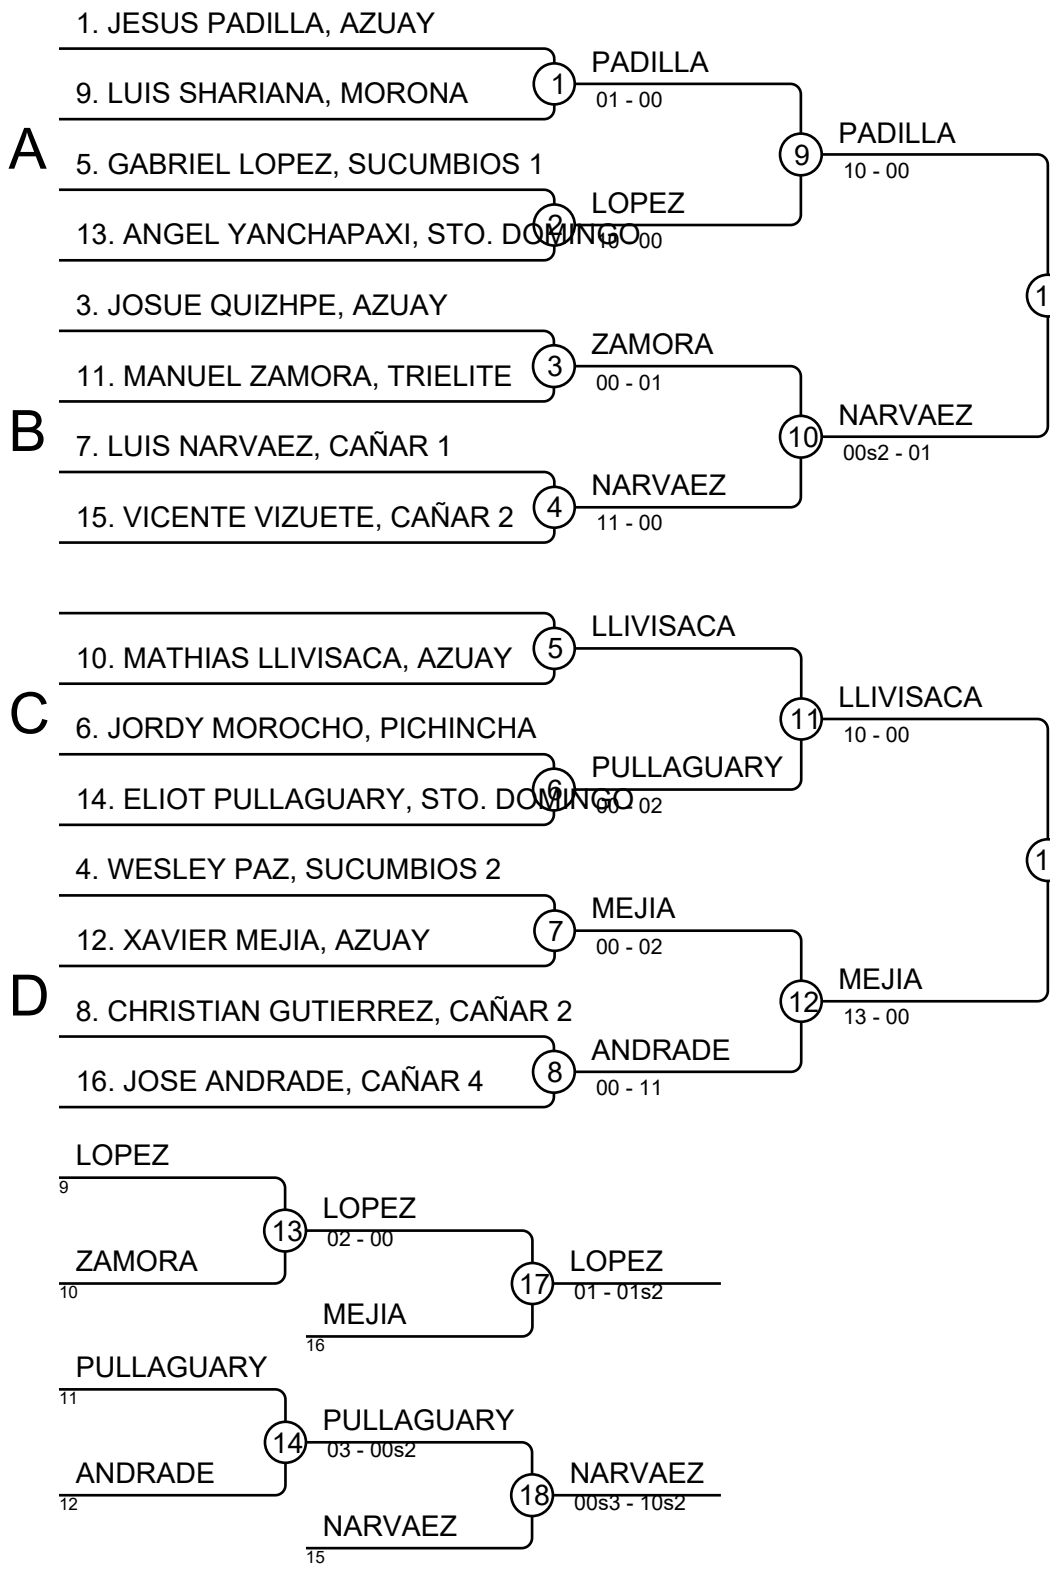 1. JESUS PADILLA, AZUAY
PADILLA
1
9. LUIS SHARIANA, MORONA
01 - 00
PADILLA
A
9
5. GABRIEL LOPEZ, SUCUMBIOS 1
10 - 00
LOPEZ
2
13. ANGEL YANCHAPAXI, STO. DOMINGO
10 - 00
3. JOSUE QUIZHPE, AZUAY
1
ZAMORA
3
11. MANUEL ZAMORA, TRIELITE
00 - 01
NARVAEZ
B
10
7. LUIS NARVAEZ, CAÑAR 1
00s2 - 01
NARVAEZ
4
15. VICENTE VIZUETE, CAÑAR 2
11 - 00
LLIVISACA
5
10. MATHIAS LLIVISACA, AZUAY
LLIVISACA
C
11
6. JORDY MOROCHO, PICHINCHA
10 - 00
PULLAGUARY
6
14. ELIOT PULLAGUARY, STO. DOMINGO
00 - 02
4. WESLEY PAZ, SUCUMBIOS 2
1
MEJIA
7
12. XAVIER MEJIA, AZUAY
00 - 02
MEJIA
D
12
8. CHRISTIAN GUTIERREZ, CAÑAR 2
13 - 00
ANDRADE
8
16. JOSE ANDRADE, CAÑAR 4
00 - 11
LOPEZ
9
LOPEZ
13
02 - 00
ZAMORA
10
LOPEZ
17
01 - 01s2
MEJIA
16
PULLAGUARY
11
PULLAGUARY
14
03 - 00s2
ANDRADE
12
NARVAEZ
18
00s3 - 10s2
NARVAEZ
15